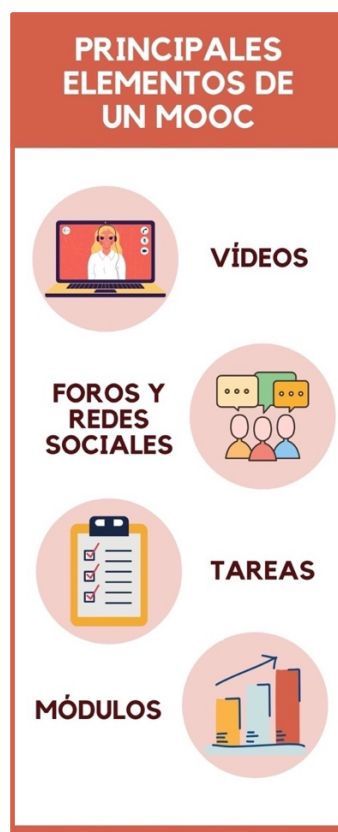 PRINCIPALES
ELEMENTOS DE
UN MOOC
VÍDEOS
FOROS Y
REDES
SOCIALES
TAREAS
MÓDULOS